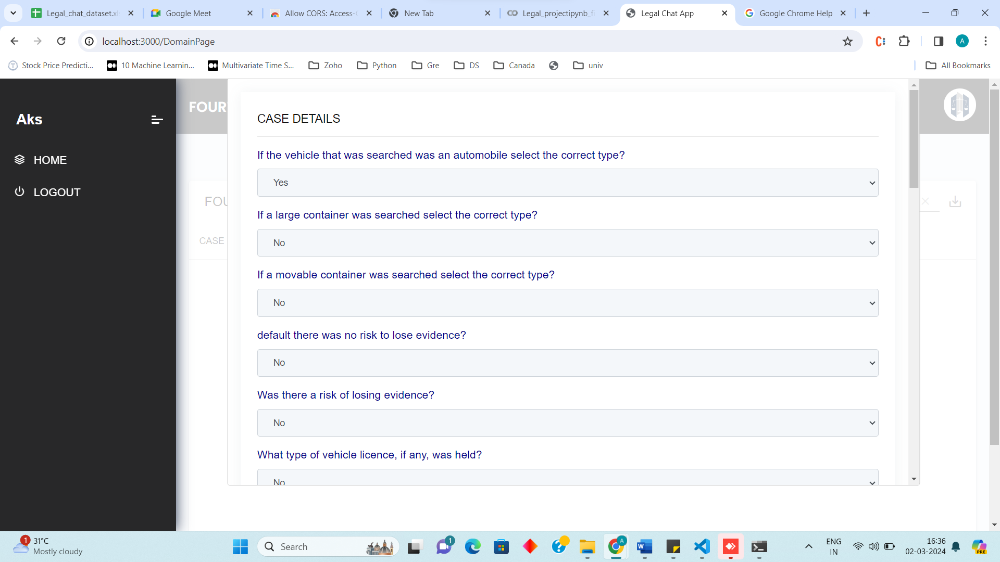 Legal_chat_dataset.xl
Google Meet
Allow CORS: Access-C
New Tab
Legal_projectipynb_fi
Legal Chat App
Google Chrome Help
localhost:3000/DomainPage
A
Stock Price Predicti...
10 Machine Learnin...
Multivariate Time S...
Zoho
Python
Gre
DS
Canada
univ
All Bookmarks
Aks
HOME
LOGOUT
FOUR
FOU
CASE
CASE DETAILS
If the vehicle that was searched was an automobile select the correct type?
Yes
If a large container was searched select the correct type?
No
If a movable container was searched select the correct type?
No
default there was no risk to lose evidence?
No
Was there a risk of losing evidence?
No
What type of vehicle licence, if any, was held?
No
1
31°C
Mostly cloudy
Search
1
A
W
ENG
IN
16:36
02-03-2024
PRE